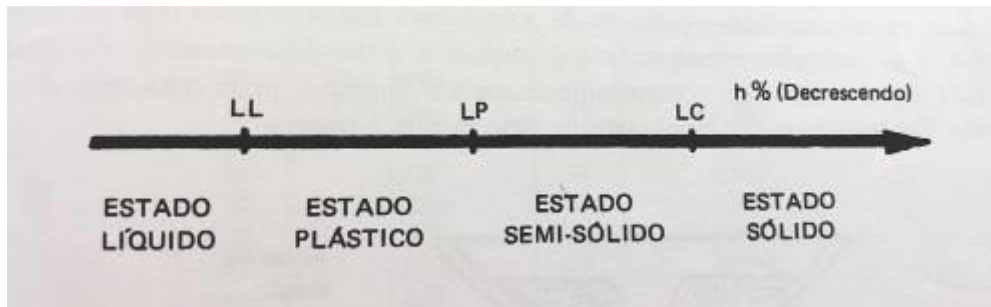 LL
LP
LC
h % (Decrescendo)
ESTADO
LÍQUIDO
ESTADO
PLÁSTICO
ESTADO
SEMI-SÓLIDO
ESTADO
SÓLIDO